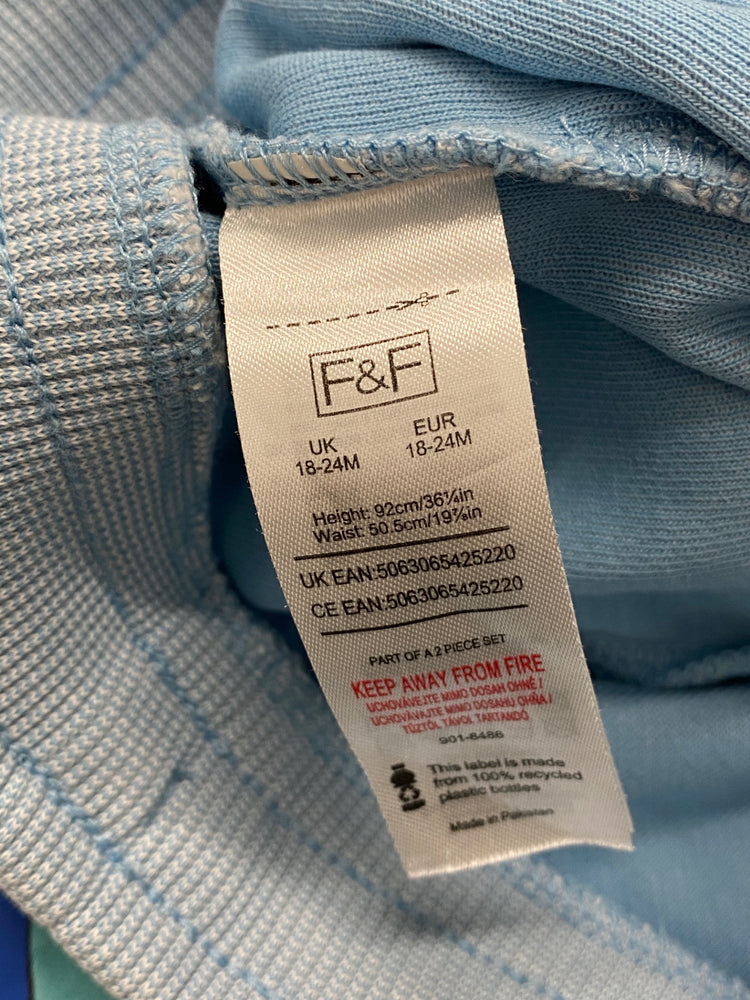 F&F
UK
18-24M
EUR
18-24M
Height: 92cm/36¼in
Waist: 50.5cm/19⅞in
UK EAN:5063065425220
CE EAN:5063065425220
PART OF A 2 PIECE SET
KEEP AWAY FROM FIRE
UCHOVÁVEJTE MIMO DOSAH OHNĚ /
UCHOVÁVAJTE MIMO DOSAHU OHŇA /
TŰZTŐL TÁVOL TARTANDÓ
901-8486
This label is made
from 100% recycled
plastic bottles
Made in Pakistan